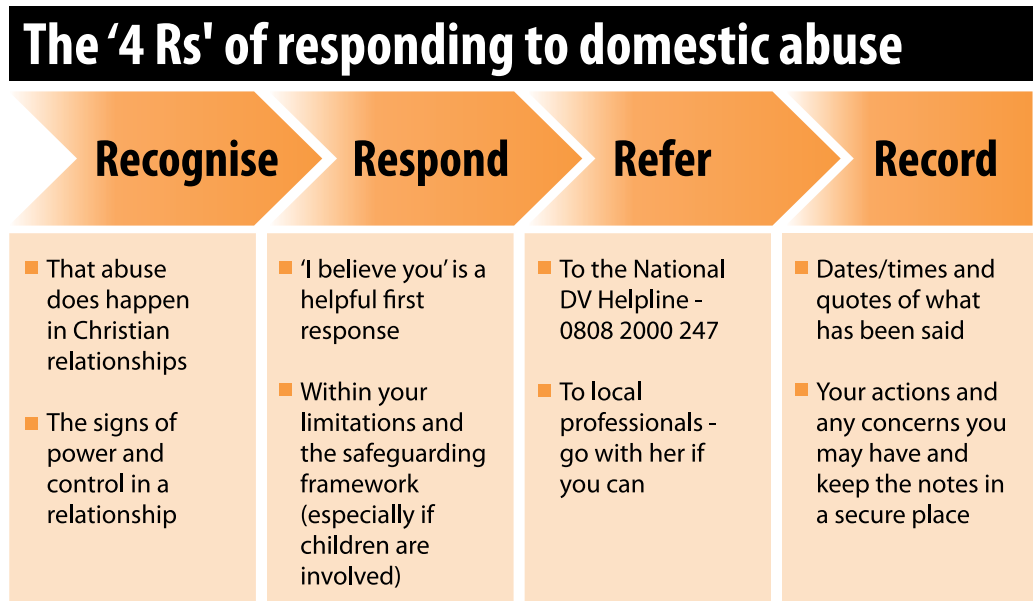 The ‘4 Rs' of responding to domestic abuse
Recognise
Respond
Refer
Record
That abuse
does happen
in Christian
relationships
The signs of
power and
control in a
relationship
‘I believe you’ is a
helpful first
response
Within your
limitations and
the safeguarding
framework
(especially if
children are
involved)
To the National
DV Helpline -
0808 2000 247
To local
professionals -
go with her if
you can
Dates/times and
quotes of what
has been said
Your actions and
any concerns you
may have and
keep the notes in
a secure place